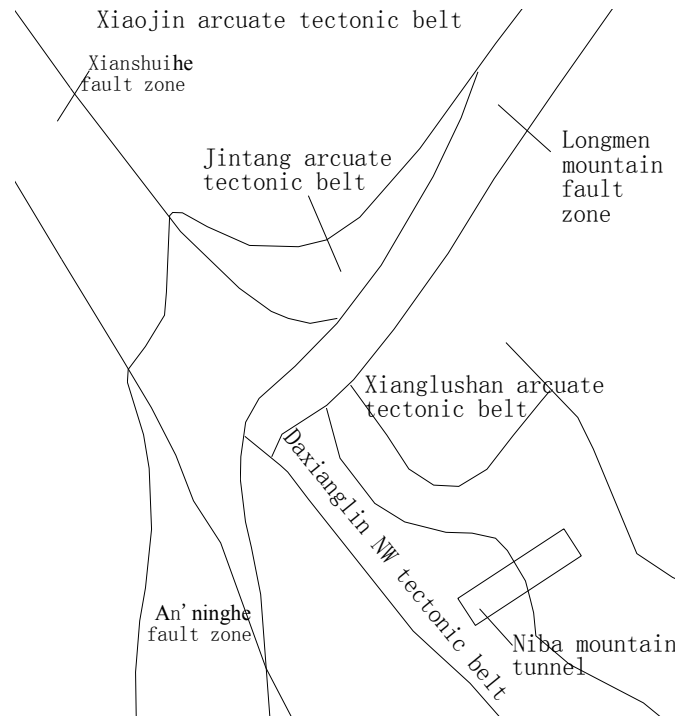 Xiaojin arcuate tectonic belt
Xianshuihe
fault zone
Jintang arcuate
tectonic belt
Longmen
mountain
fault
zone
Xianglushan arcuate
tectonic belt
Daxianglin NW tectonic belt
An'ninghe
fault zone
Niba mountain
tunnel